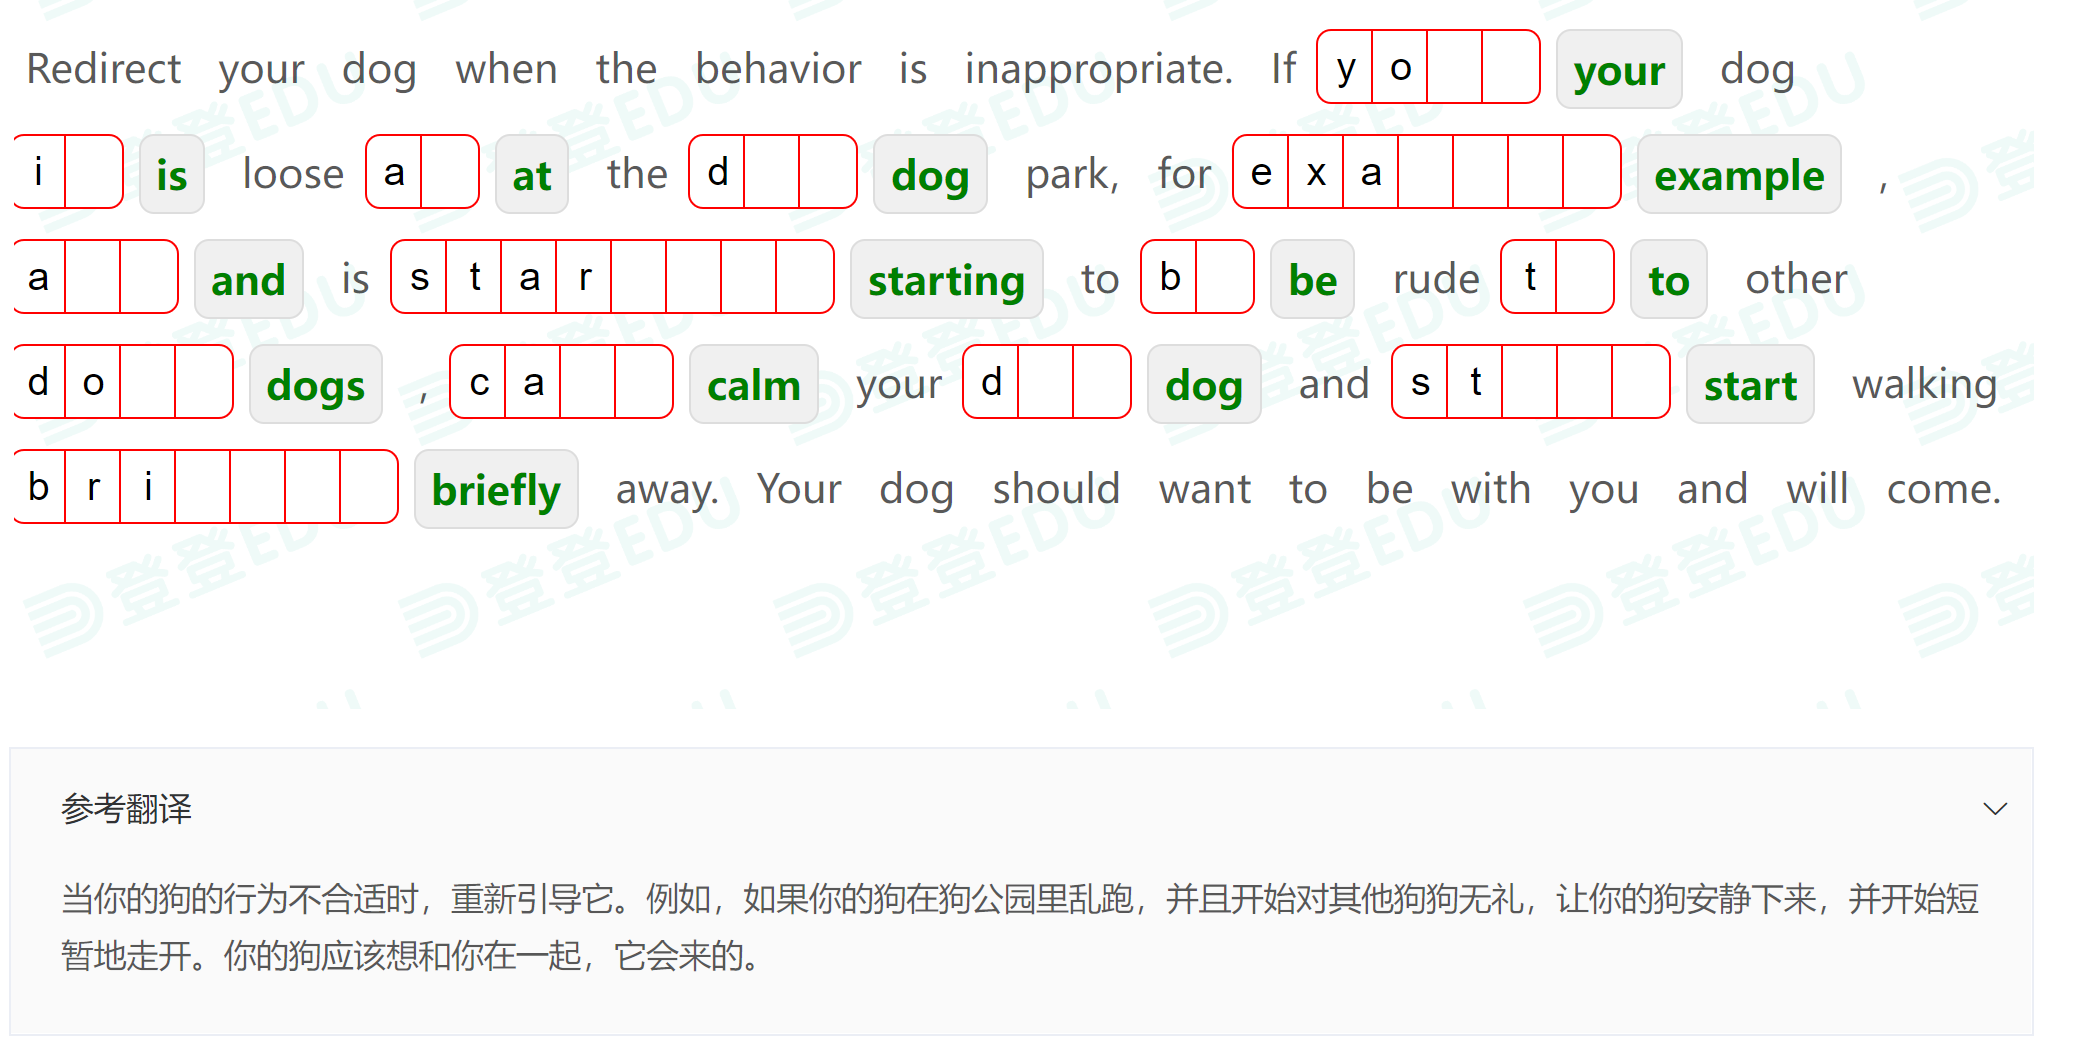 Redirect your dog when the behavior is inappropriate. If y o your dog
i is loose a at the d dog park, for e x a example ,
a and is s t a r starting to b be rude t to other
d o dogs , c a calm your d dog and s t start walking
b r i briefly away. Your dog should want to be with you and will come.
参考翻译
当你的狗的行为不合适时，重新引导它。例如，如果你的狗在狗公园里乱跑，并且开始对其他狗狗无礼，让你的狗安静下来，并开始短
暂地走开。你的狗应该想和你在一起，它会来的。
登登EDU